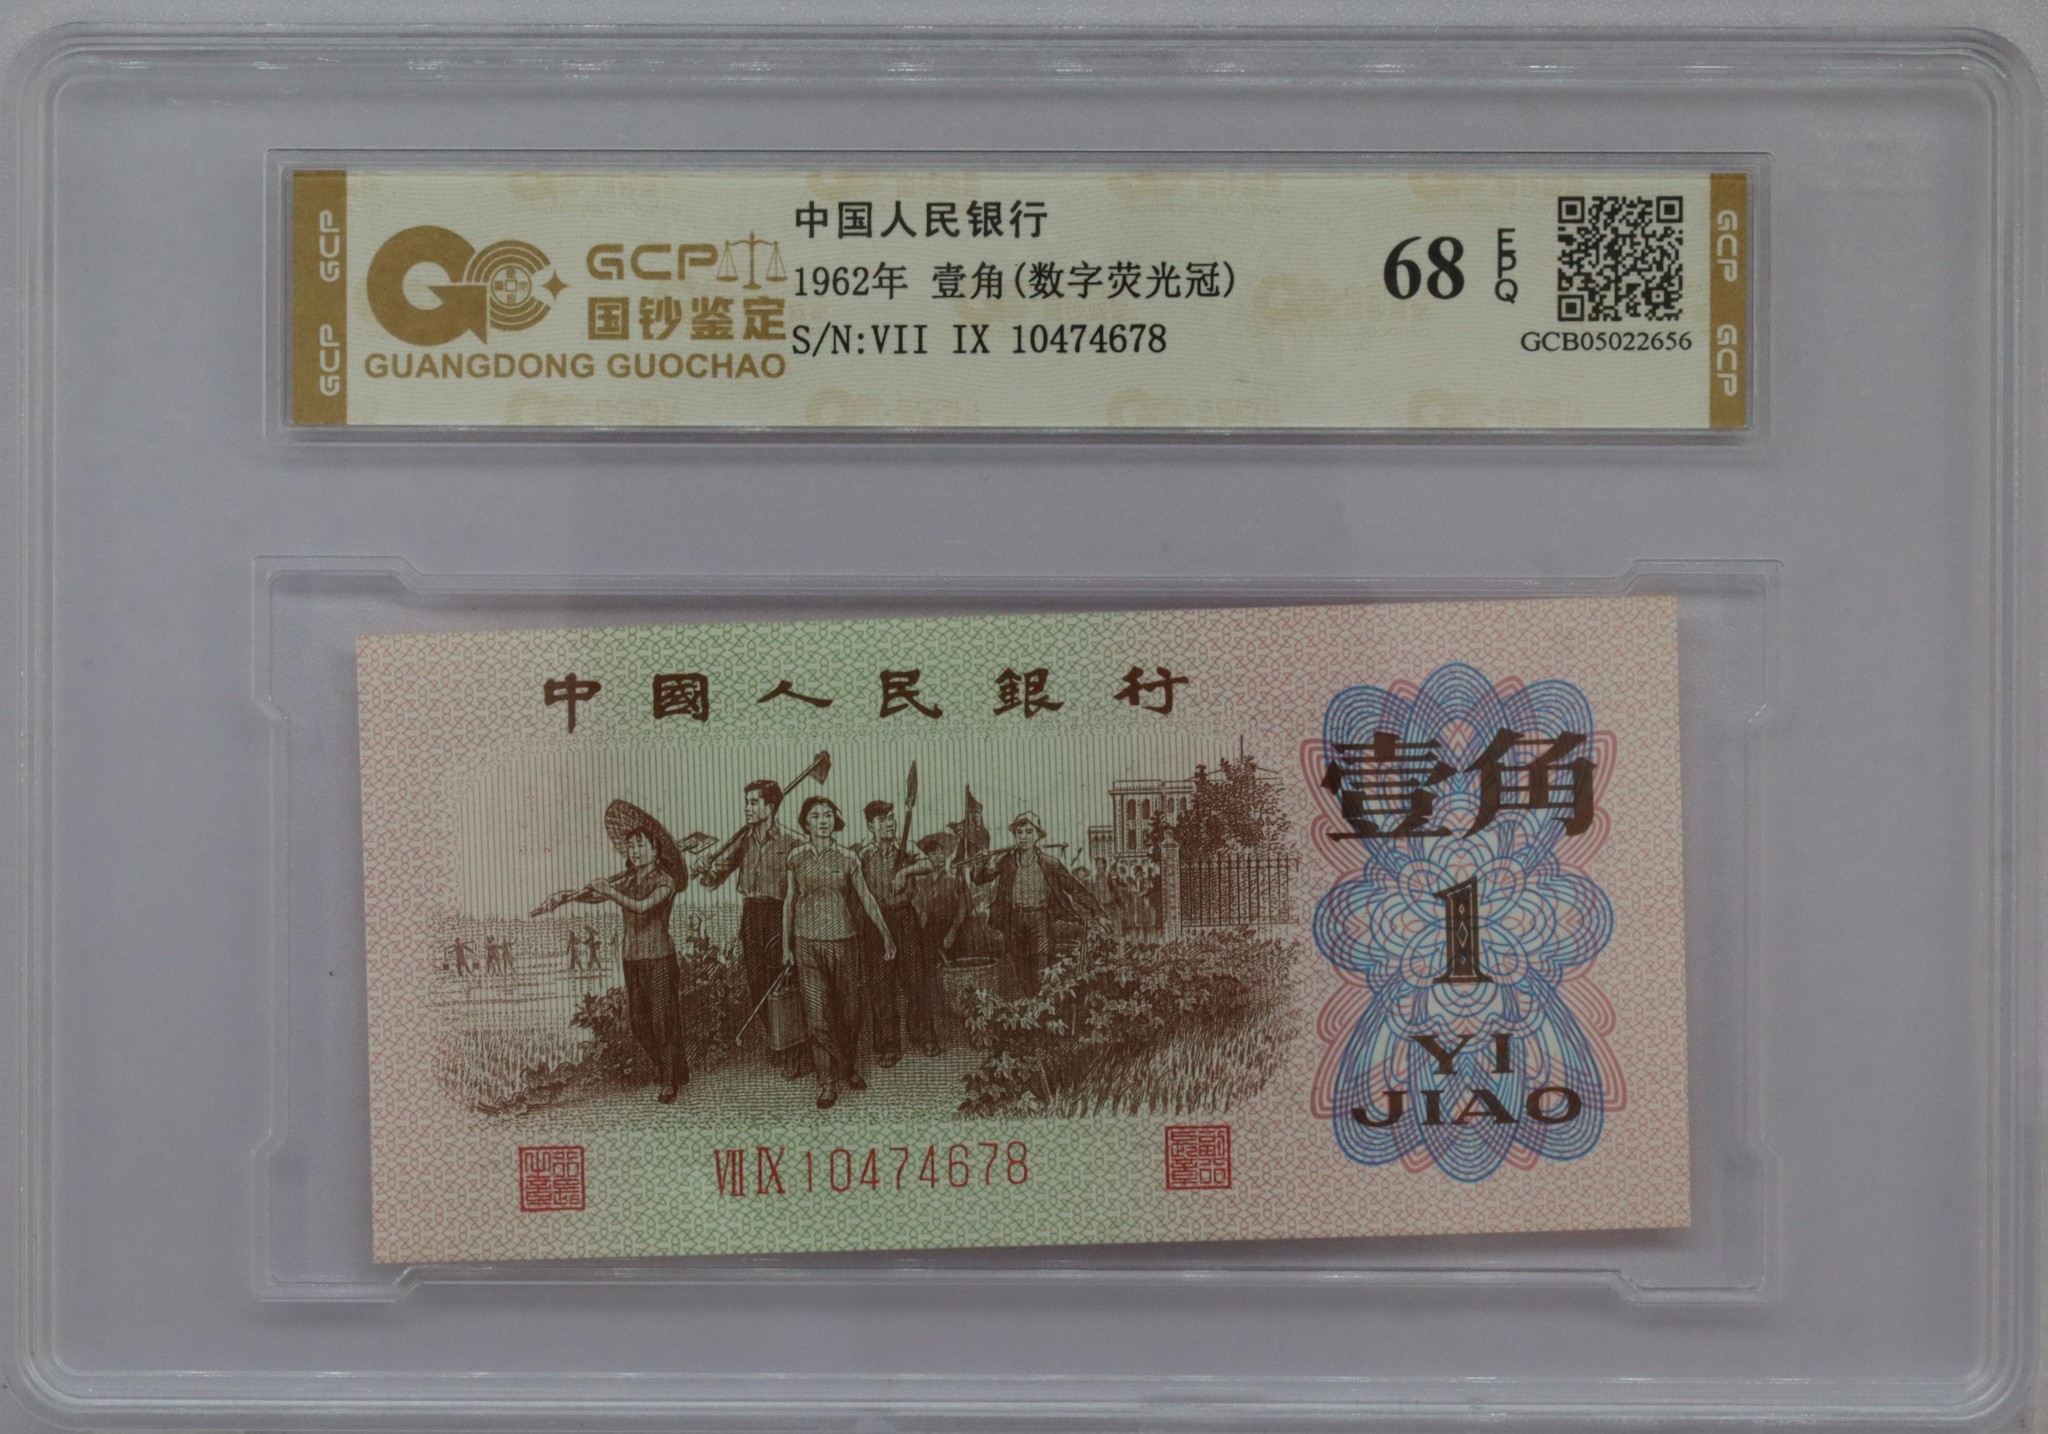 GCP
GCP
GCP
国钞鉴定
GUANGDONG GUOCHAO
中国人民银行
1962年 壹角(数字荧光冠)
S/N:VII IX 10474678
68
EPQ
GCB05022656
GCP
GCP
中國人民銀行
壹角
1
YI
JIAO
VII IX 10474678